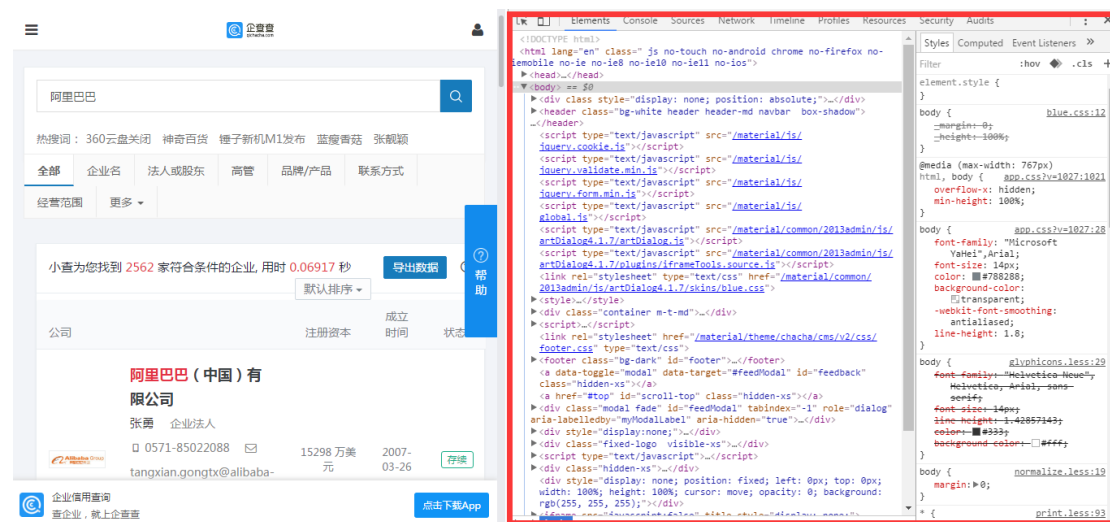 企查查
qichacha.com
阿里巴巴
热搜词： 360云盘关闭 神奇百货 锤子新机M1发布 蓝瘦香菇 张靓颖
全部 企业名 法人或股东 高管 品牌/产品 联系方式
经营范围 更多
小查为您找到 2562 家符合条件的企业, 用时 0.06917 秒 导出数据
默认排序
帮
助
公司 注册资本 成立
时间 状态
阿里巴巴（中国）有
限公司
张勇 企业法人
0571-85022088
tangxian.gongtx@alibaba-
15298 万美
元
2007-
03-26
存续
Alibaba Group
企业信用查询
查企业，就上企查查
点击下载App
Elements Console Sources Network Timeline Profiles Resources Security Audits
<!DOCTYPE html>
<html lang="en" class=" js no-touch no-android chrome no-firefox no-
iemobile no-ie no-ie8 no-ie10 no-ie11 no-ios">
<head>…</head>
<body> == $0
<div class style="display: none; position: absolute;">…</div>
<header class="bg-white header header-md navbar  box-shadow">
…</header>
<script type="text/javascript" src="/material/js/
jquery.cookie.js"></script>
<script type="text/javascript" src="/material/js/
jquery.validate.min.js"></script>
<script type="text/javascript" src="/material/js/
jquery.form.min.js"></script>
<script type="text/javascript" src="/material/js/
global.js"></script>
<script type="text/javascript" src="/material/common/2013admin/js/
artDialog4.1.7/artDialog.js"></script>
<script type="text/javascript" src="/material/common/2013admin/js/
artDialog4.1.7/plugins/iframeTools.source.js"></script>
<link rel="stylesheet" type="text/css" href="/material/common/
2013admin/js/artDialog4.1.7/skins/blue.css">
<style>…</style>
<div class="container m-t-md">…</div>
<script>…</script>
<link rel="stylesheet" href="/material/theme/chacha/cms/v2/css/
footer.css" type="text/css">
<footer class="bg-dark" id="footer">…</footer>
<a data-toggle="modal" data-target="#feedModal" id="feedback"
class="hidden-xs"></a>
<a href="#top" id="scroll-top" class="hidden-xs"></a>
<div class="modal fade" id="feedModal" tabindex="-1" role="dialog"
aria-labelledby="myModalLabel" aria-hidden="true">…</div>
<div style="display:none;">…</div>
<div class="fixed-logo  visible-xs">…</div>
<script type="text/javascript">…</script>
<div class="hidden-xs">…</div>
<div style="display: none; position: fixed; left: 0px; top: 0px;
width: 100%; height: 100%; cursor: move; opacity: 0; background:
rgb(255, 255, 255);">…</div>
Styles Computed Event Listeners »
Filter :hov .cls +
element.style {
}
body { blue.css:12
_margin: 0;
_height: 100%;
}
@media (max-width: 767px)
html, body { app.css?v=1027:1021
overflow-x: hidden;
min-height: 100%;
}
body { app.css?v=1027:28
font-family: "Microsoft
YaHei",Arial;
font-size: 14px;
color: #788288;
background-color:
transparent;
-webkit-font-smoothing:
antialiased;
line-height: 1.8;
}
body { glyphicons.less:29
font-family: "Helvetica Neue",
Helvetica, Arial, sans-
serif;
font-size: 14px;
line-height: 1.42857143;
color: #333;
background-color: #fff;
}
body { normalize.less:19
margin: 0;
}
* { print.less:93